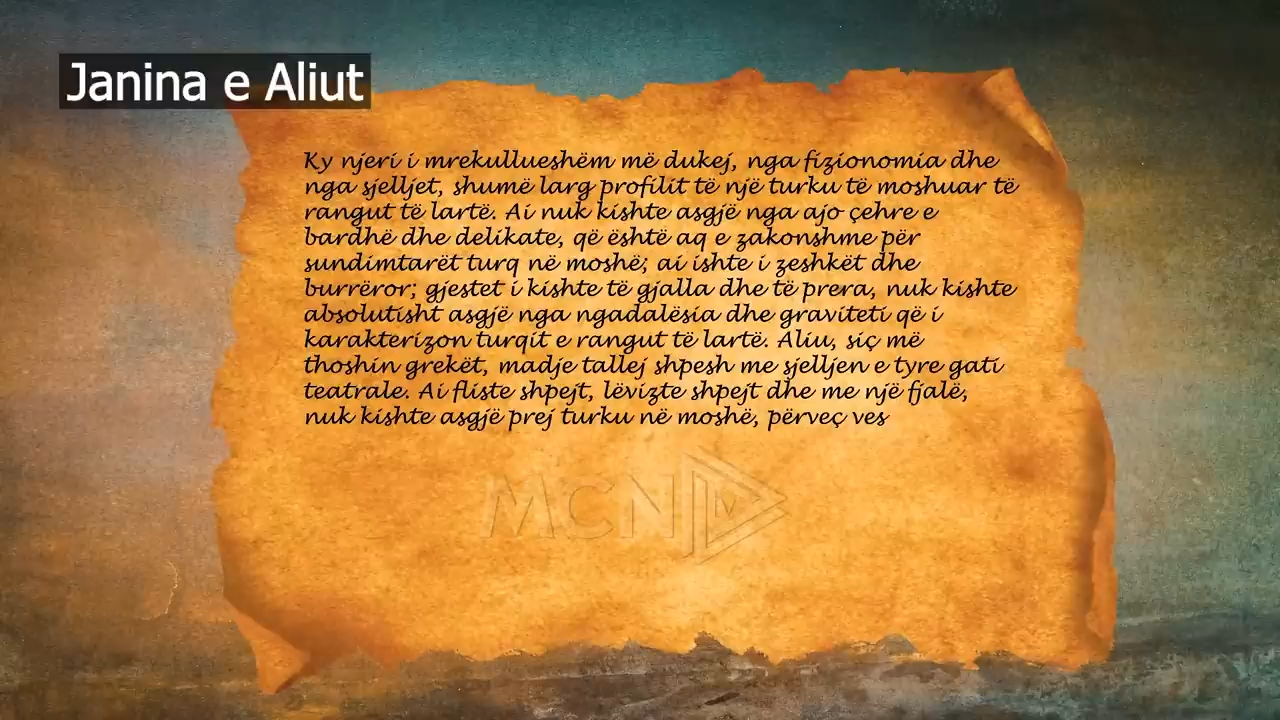 Janina e Aliut
Ky njeri i mrekullueshëm më dukej, nga fizionomia dhe
nga sjelljet, shumë larg profilit të një turku të moshuar të
rangut të lartë. Ai nuk kishte asgjë nga ajo çehre e
bardhë dhe delikate, që është aq e zakonshme për
sundimtarët turq në moshë; ai ishte i zeshkët dhe
burrëror; gjestet i kishte të gjalla dhe të prera, nuk kishte
absolutisht asgjë nga ngadalësia dhe graviteti që i
karakterizon turqit e rangut të lartë. Aliu, siç më
thoshin grekët, madje tallej shpesh me sjelljen e tyre gati
teatrale. Ai fliste shpejt, lëvizte shpejt dhe me një fjalë,
nuk kishte asgjë prej turku në moshë, përveç ves
MCN TV